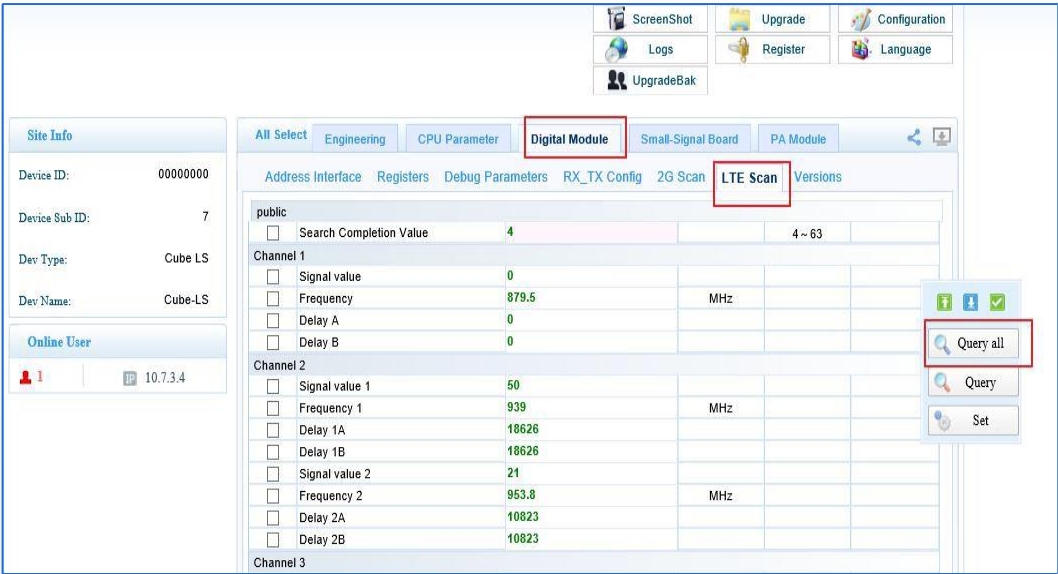 ScreenShot Upgrade Configuration
Logs Register Language
UpgradeBak
Site Info
Device ID: 00000000
Device Sub ID: 7
Dev Type: Cube LS
Dev Name: Cube-LS
Online User
1 IP 10.7.3.4
All Select Engineering CPU Parameter Digital Module Small-Signal Board PA Module
Address Interface Registers Debug Parameters RX_TX Config 2G Scan LTE Scan Versions
public
Search Completion Value 4 4 ~ 63
Channel 1
Signal value 0
Frequency 879.5 MHz
Delay A 0
Delay B 0
Channel 2
Signal value 1 50
Frequency 1 939 MHz
Delay 1A 18626
Delay 1B 18626
Signal value 2 21
Frequency 2 953.8 MHz
Delay 2A 10823
Delay 2B 10823
Channel 3
Query all
Query
Set